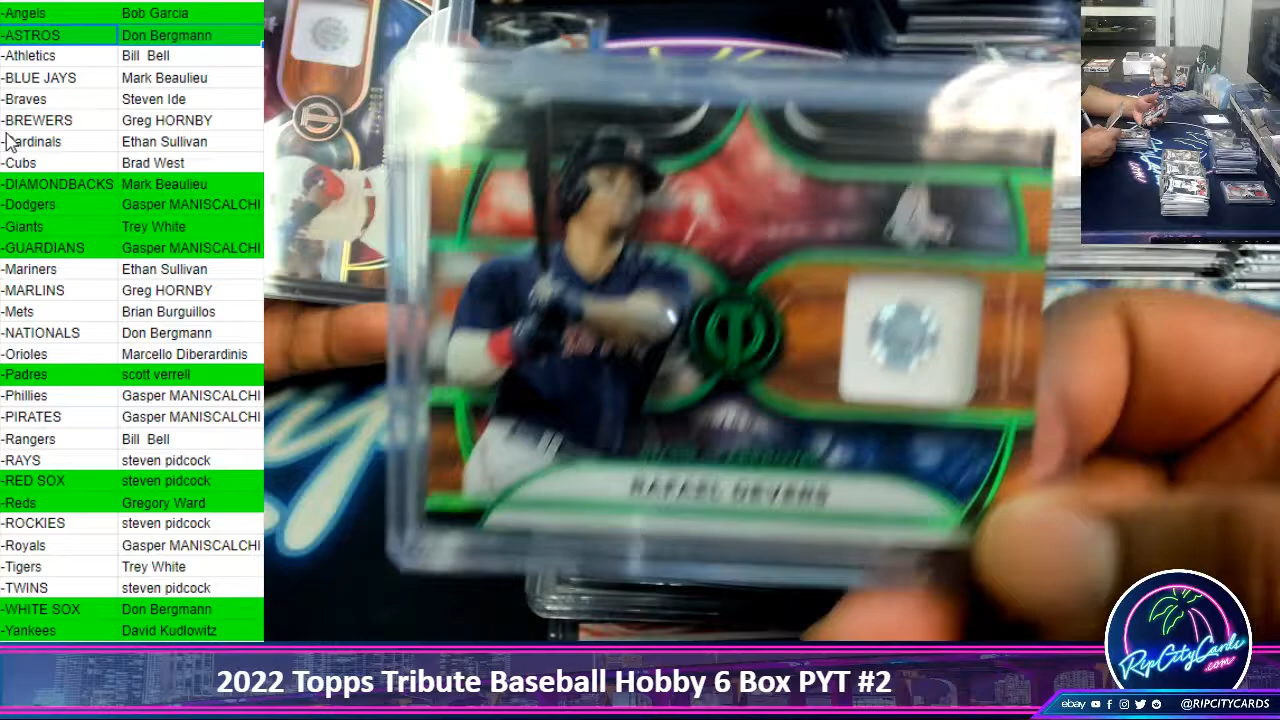 -Angels Bob Garcia
-ASTROS Don Bergmann
-Athletics Bill Bell
-BLUE JAYS Mark Beaulieu
-Braves Steven Ide
-BREWERS Greg HORNBY
-Cardinals Ethan Sullivan
-Cubs Brad West
-DIAMONDBACKS Mark Beaulieu
-Dodgers Gasper MANISCALCHI
-Giants Trey White
-GUARDIANS Gasper MANISCALCHI
-Mariners Ethan Sullivan
-MARLINS Greg HORNBY
-Mets Brian Burguillos
-NATIONALS Don Bergmann
-Orioles Marcello Diberardinis
-Padres scott verrell
-Phillies Gasper MANISCALCHI
-PIRATES Gasper MANISCALCHI
-Rangers Bill Bell
-RAYS steven pidcock
-RED SOX steven pidcock
-Reds Gregory Ward
-ROCKIES steven pidcock
-Royals Gasper MANISCALCHI
-Tigers Trey White
-TWINS steven pidcock
-WHITE SOX Don Bergmann
-Yankees David Kudlowitz
RAFAEL DEVERS
2022 Topps Tribute Baseball Hobby 6 Box PYT #2
RipCityCards
.com
ebay @RIPCITYCARDS